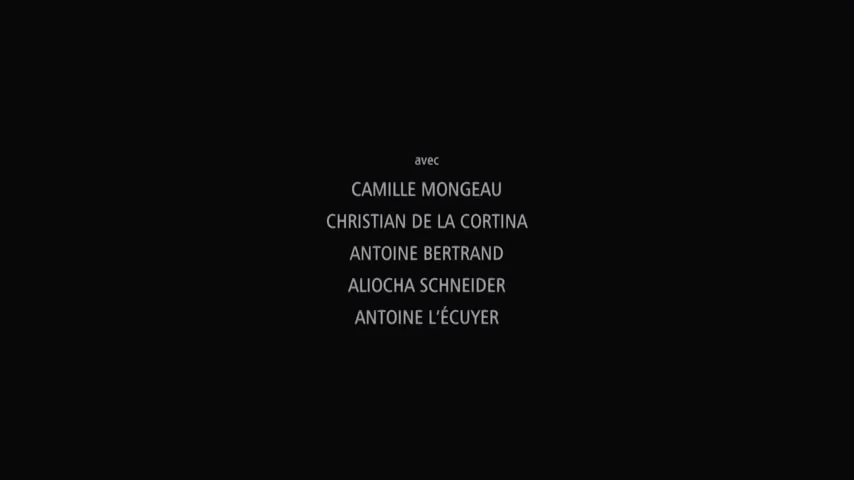 avec
CAMILLE MONGEAU
CHRISTIAN DE LA CORTINA
ANTOINE BERTRAND
ALIOCHA SCHNEIDER
ANTOINE L'ÉCUYER